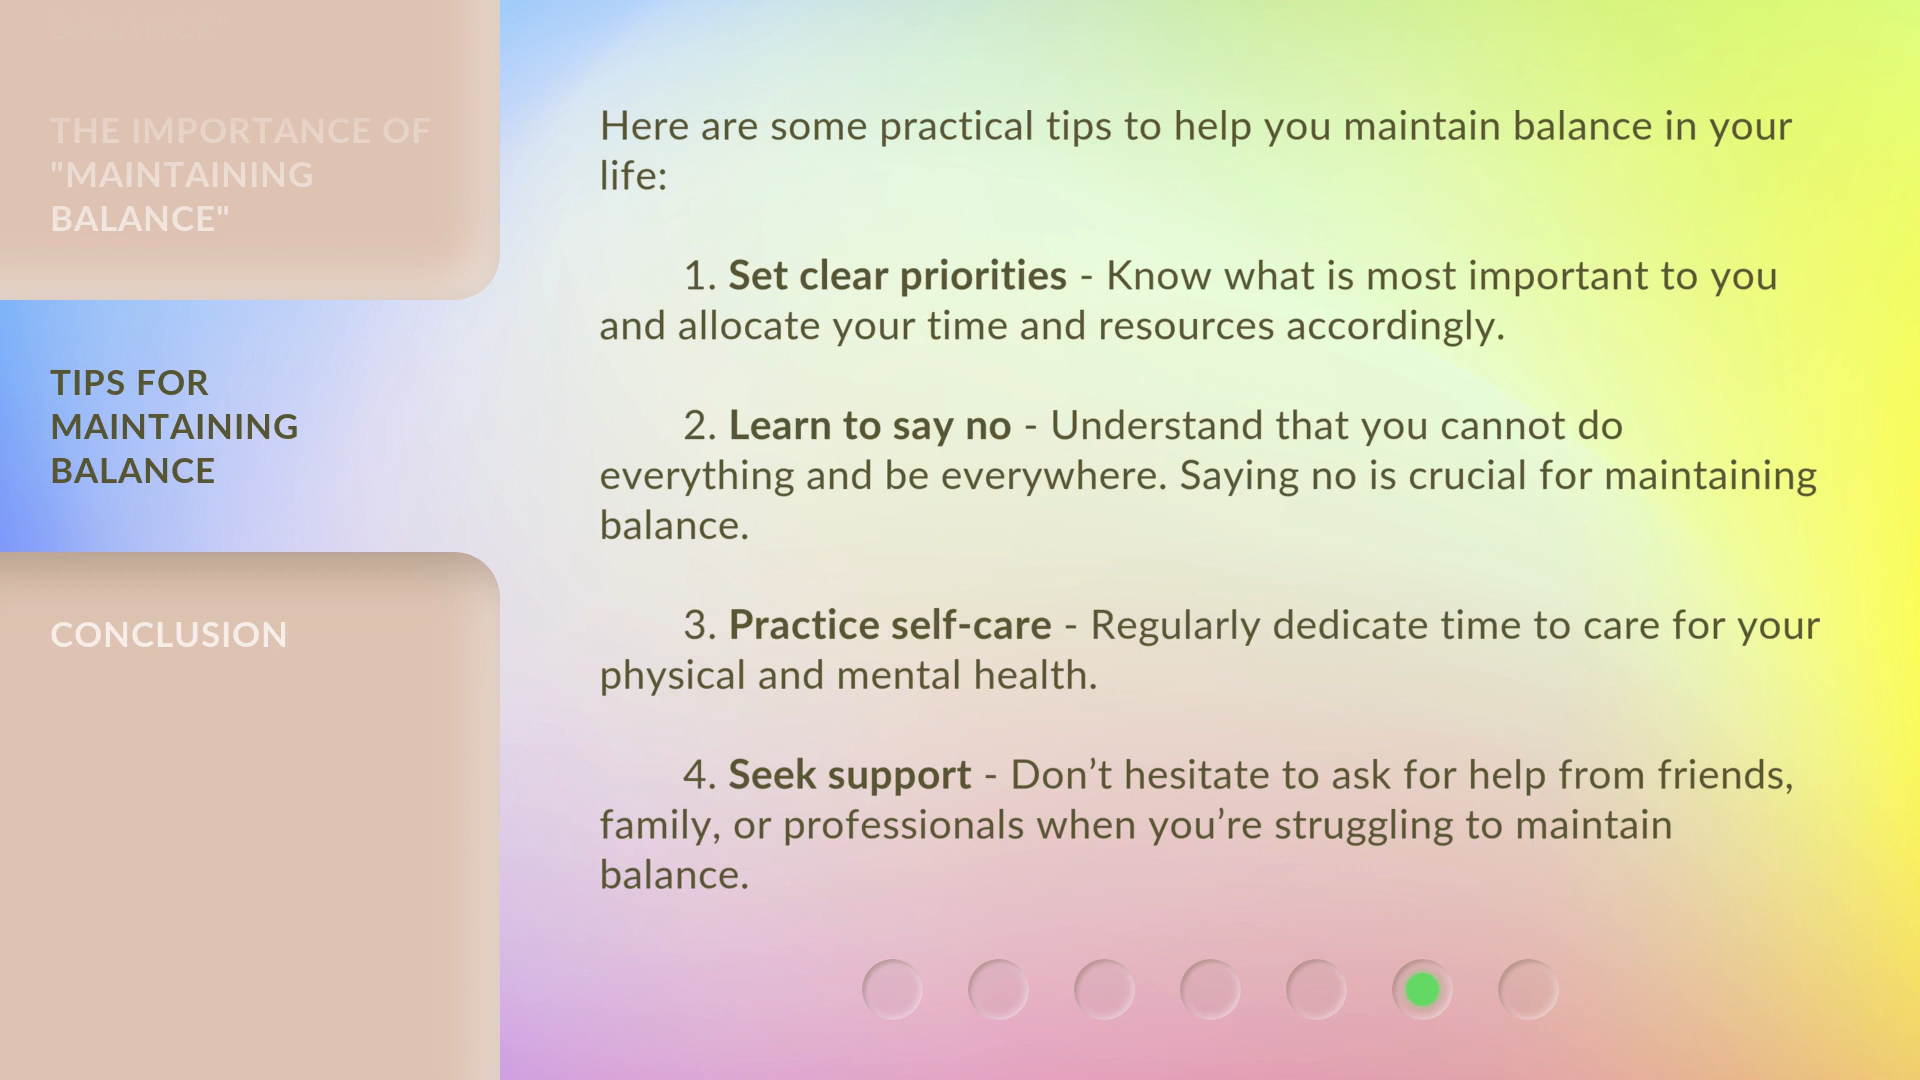 THE IMPORTANCE OF
"MAINTAINING
BALANCE"
TIPS FOR
MAINTAINING
BALANCE
CONCLUSION
Here are some practical tips to help you maintain balance in your
life:
1. Set clear priorities - Know what is most important to you
and allocate your time and resources accordingly.
2. Learn to say no - Understand that you cannot do
everything and be everywhere. Saying no is crucial for maintaining
balance.
3. Practice self-care - Regularly dedicate time to care for your
physical and mental health.
4. Seek support - Don’t hesitate to ask for help from friends,
family, or professionals when you’re struggling to maintain
balance.